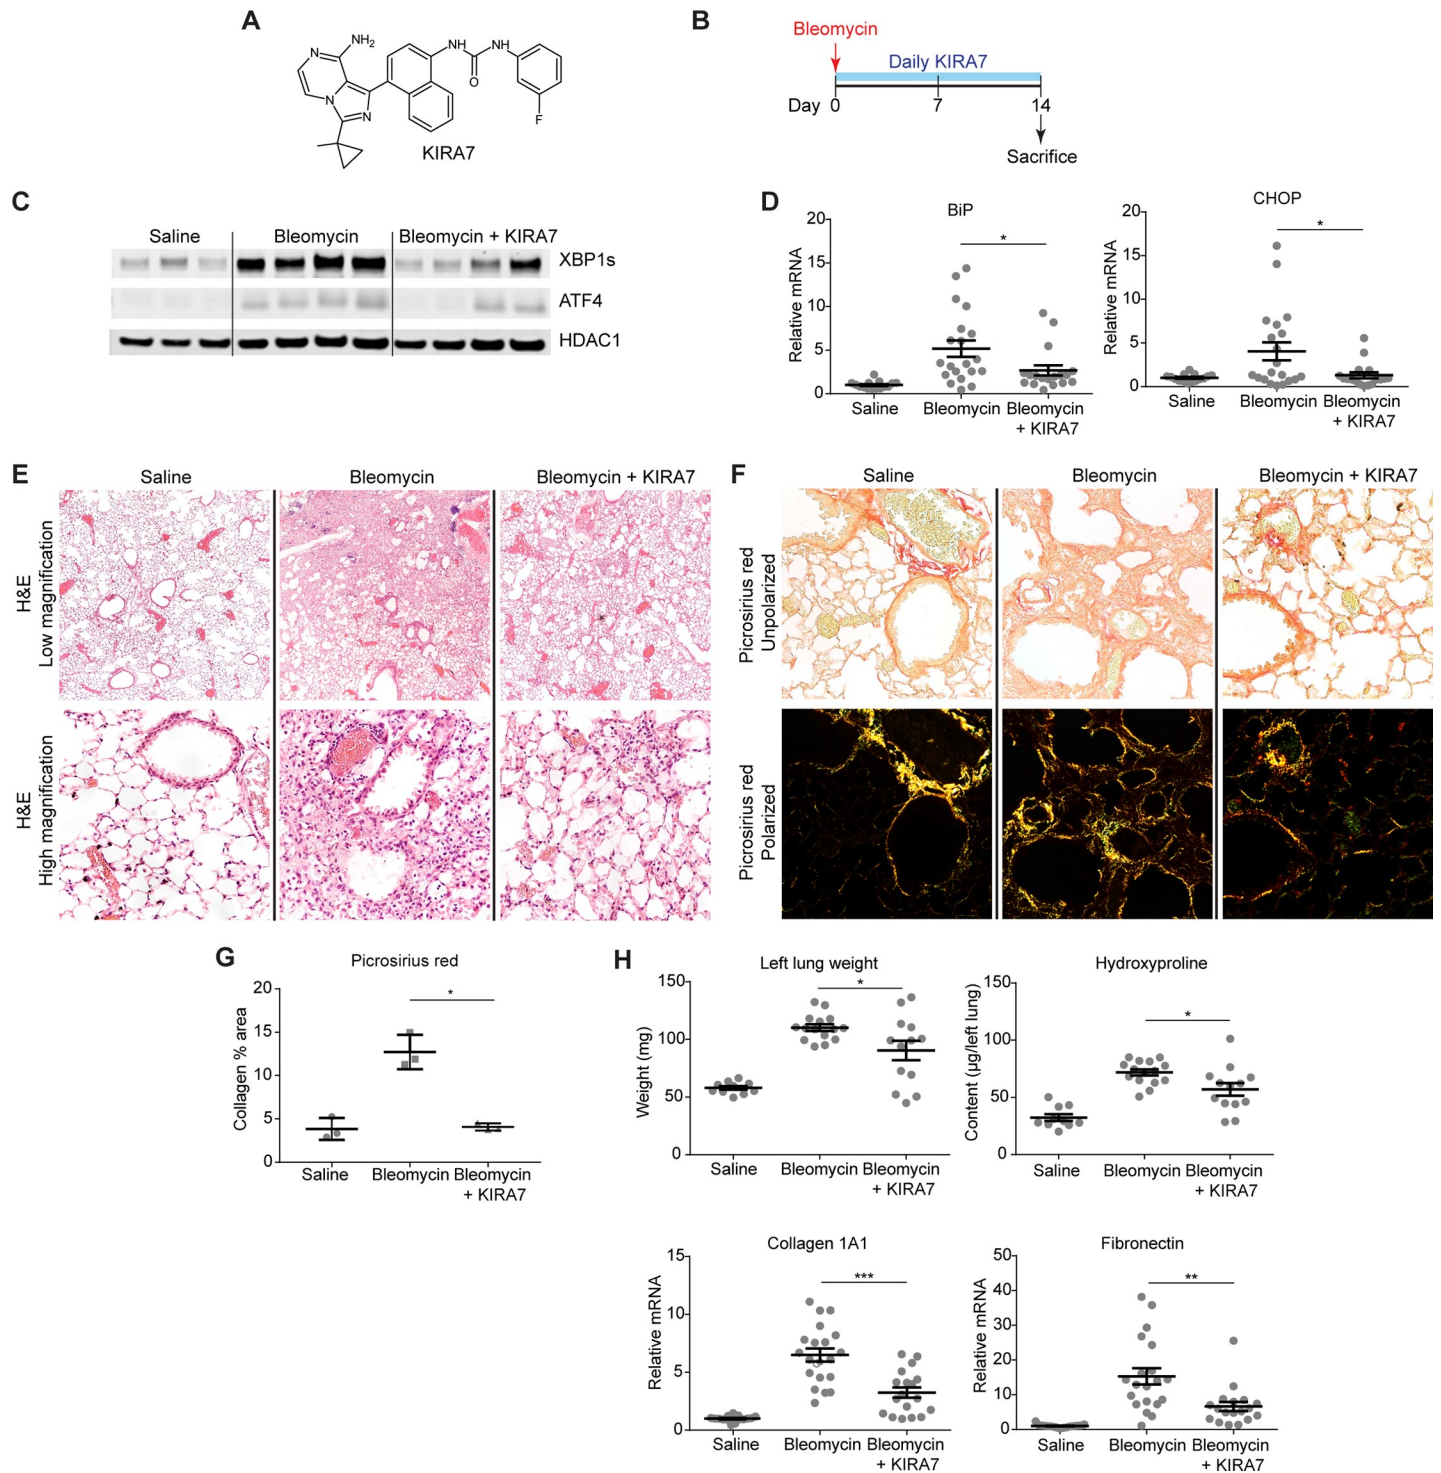 A
N
NH₂
N
N
NH
NH
O
F
KIRA7
B
Bleomycin
Daily KIRA7
Day 0 7 14
Sacrifice
C
Saline Bleomycin Bleomycin + KIRA7
XBP1s
ATF4
HDAC1
D
BiP
Relative mRNA
20
15
10
5
0
*
Saline Bleomycin Bleomycin
+ KIRA7
CHOP
Relative mRNA
20
15
10
5
0
*
Saline Bleomycin Bleomycin
+ KIRA7
E
Saline Bleomycin Bleomycin + KIRA7
H&E
Low magnification
H&E
High magnification
F
Saline Bleomycin Bleomycin + KIRA7
Picrosirius red
Unpolarized
Picrosirius red
Polarized
G
Picrosirius red
Collagen % area
20
15
10
5
0
*
Saline Bleomycin Bleomycin
+ KIRA7
H
Left lung weight
Weight (mg)
150
100
50
0
*
Saline Bleomycin Bleomycin
+ KIRA7
Hydroxyproline
Content (µg/left lung)
150
100
50
0
*
Saline Bleomycin Bleomycin
+ KIRA7
Collagen 1A1
Relative mRNA
15
10
5
0
***
Saline Bleomycin Bleomycin
+ KIRA7
Fibronectin
Relative mRNA
50
40
30
20
10
0
**
Saline Bleomycin Bleomycin
+ KIRA7